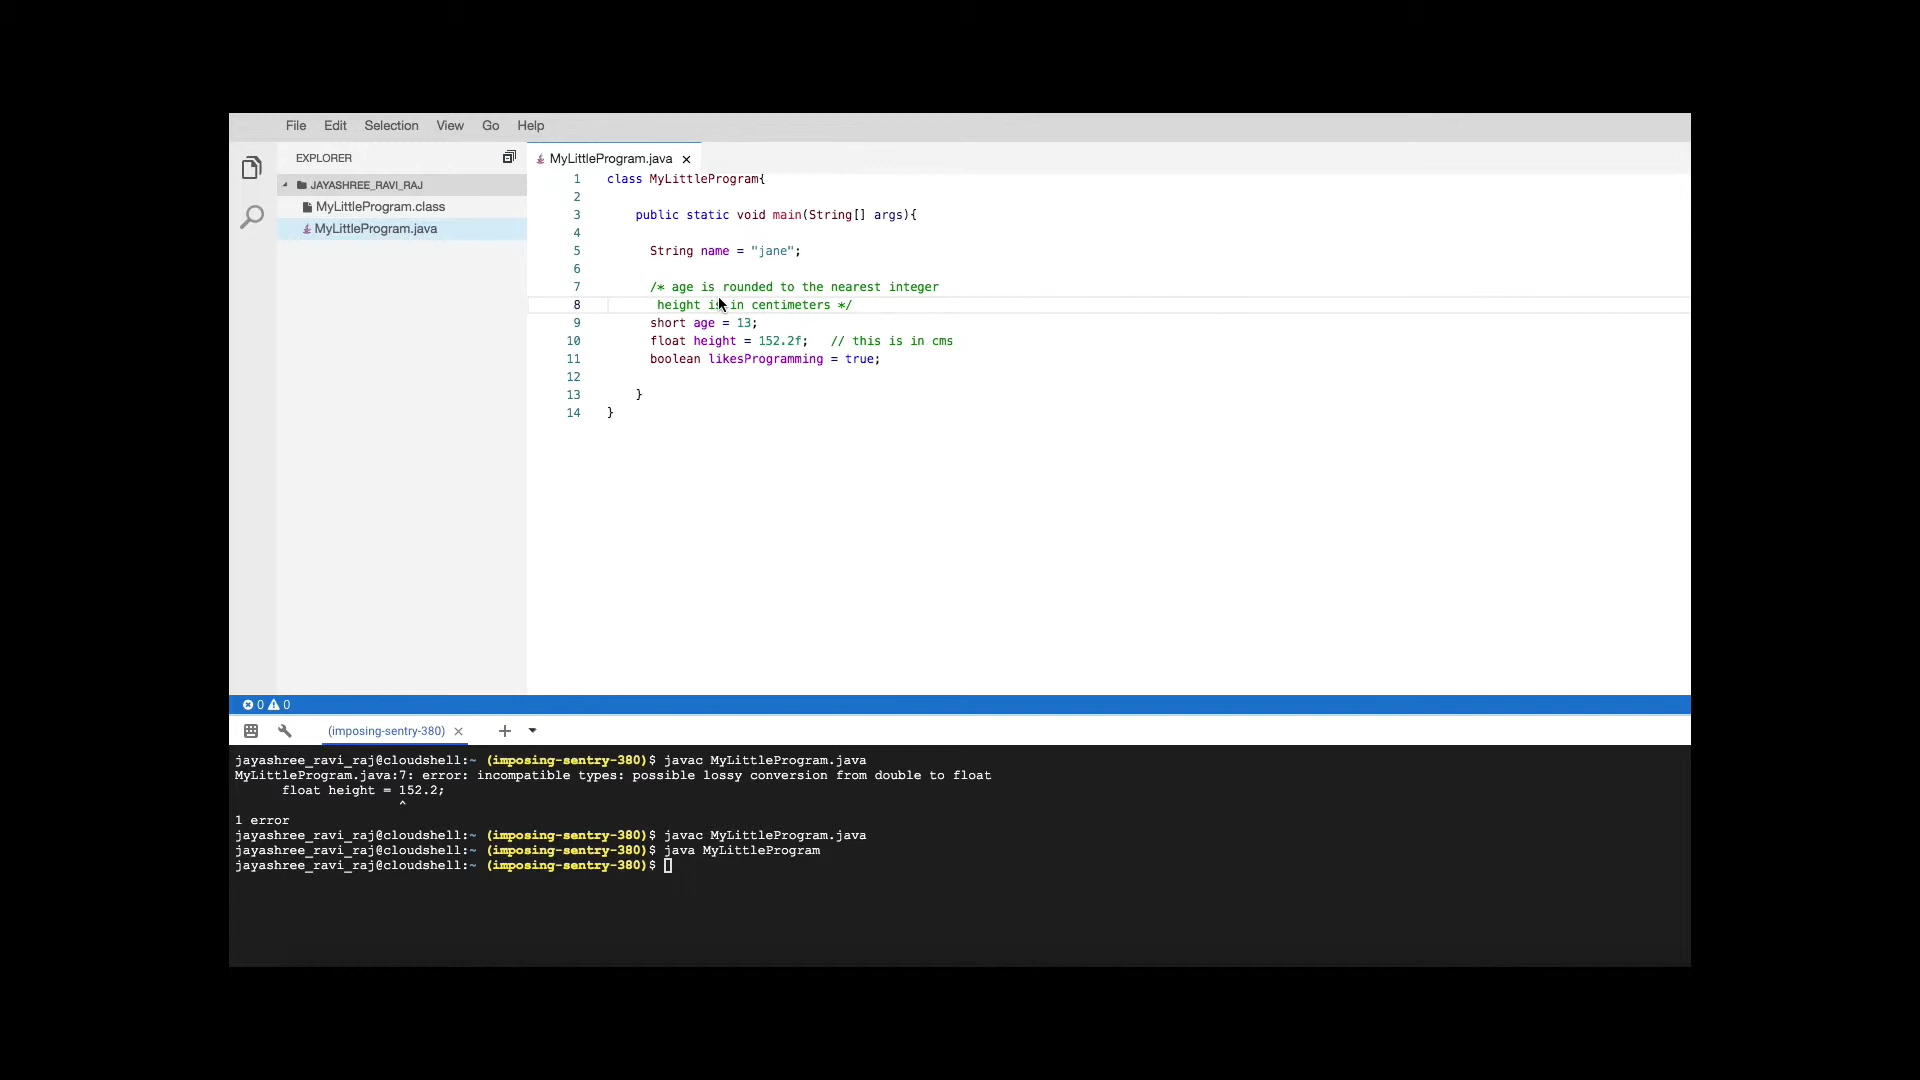 File Edit Selection View Go Help
EXPLORER
JAYASHREE_RAVI_RAJ
MyLittleProgram.class
MyLittleProgram.java
MyLittleProgram.java ×
1 class MyLittleProgram{
2
3 public static void main(String[] args){
4
5 String name = "jane";
6
7 /* age is rounded to the nearest integer
8 height is in centimeters */
9 short age = 13;
10 float height = 152.2f; // this is in cms
11 boolean likesProgramming = true;
12
13 }
14 }
0 0
(imposing-sentry-380) ×
jayashree_ravi_raj@cloudshell:~ (imposing-sentry-380)$ javac MyLittleProgram.java
MyLittleProgram.java:7: error: incompatible types: possible lossy conversion from double to float
float height = 152.2;
^
1 error
jayashree_ravi_raj@cloudshell:~ (imposing-sentry-380)$ javac MyLittleProgram.java
jayashree_ravi_raj@cloudshell:~ (imposing-sentry-380)$ java MyLittleProgram
jayashree_ravi_raj@cloudshell:~ (imposing-sentry-380)$